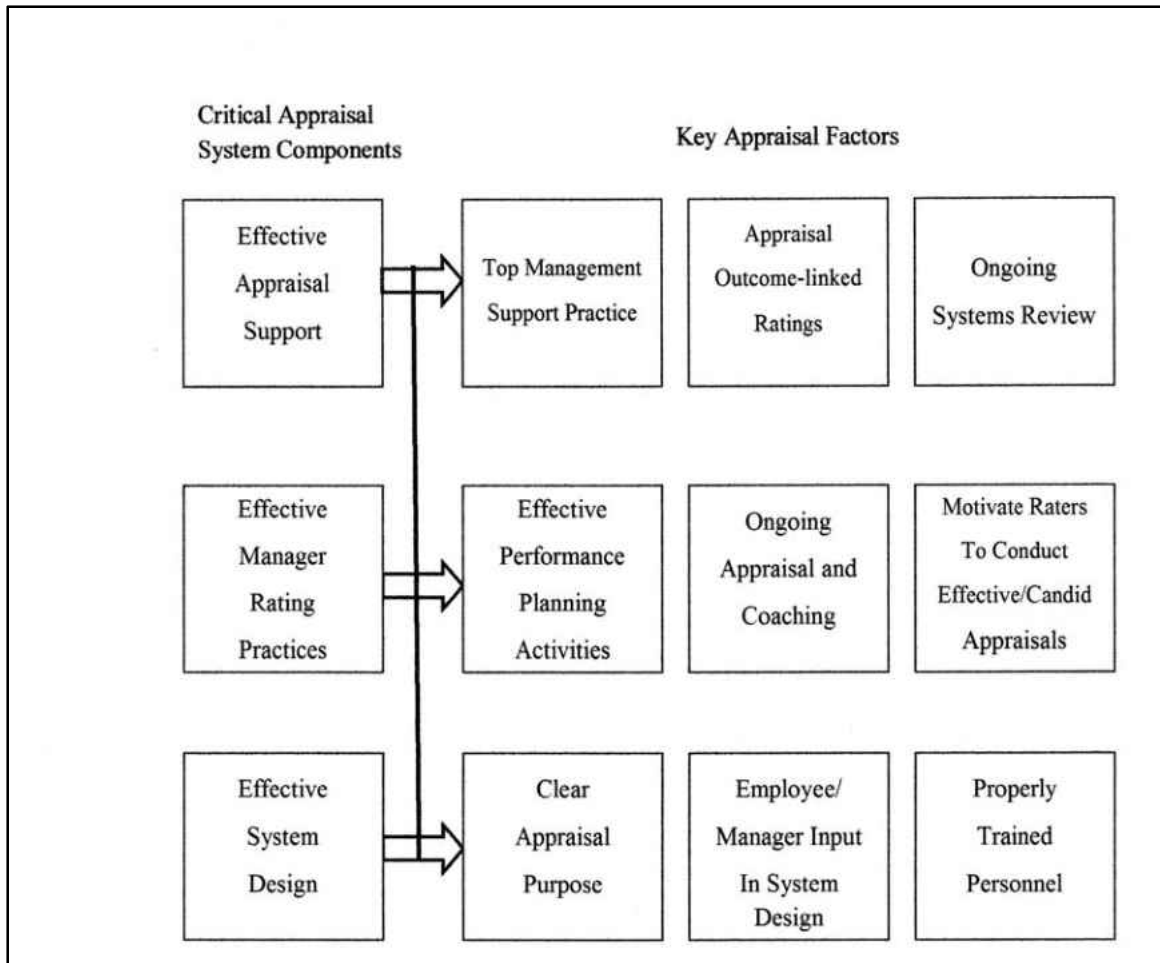 Critical Appraisal
System Components
Key Appraisal Factors
Effective
Appraisal
Support
Top Management
Support Practice
Appraisal
Outcome-linked
Ratings
Ongoing
Systems Review
Effective
Manager
Rating
Practices
Effective
Performance
Planning
Activities
Ongoing
Appraisal and
Coaching
Motivate Raters
To Conduct
Effective/Candid
Appraisals
Effective
System
Design
Clear
Appraisal
Purpose
Employee/
Manager Input
In System
Design
Properly
Trained
Personnel